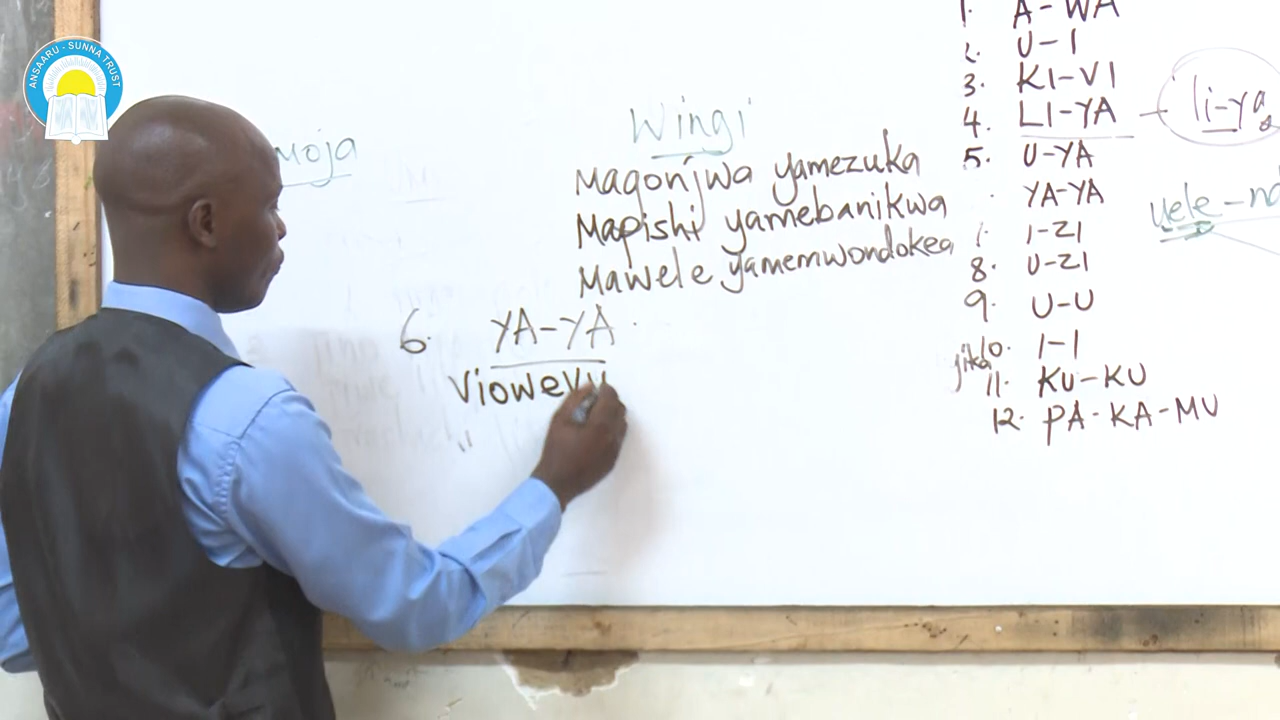 ANSAARU - SUNNA TRUST
moja
Wingi
Magonjwa yamezuka
Mapishi yamebanikwa
Mawele yamemwondokea
6. YA-YA
Viowevu
"
1. A-WA
2. U-I
3. KI-VI
4. LI-YA
li-ya
5. U-YA
YA-YA
uele-nd
I-ZI
8. U-ZI
9. U-U
10. I-I
jika
11. KU-KU
12. PA-KA-MU